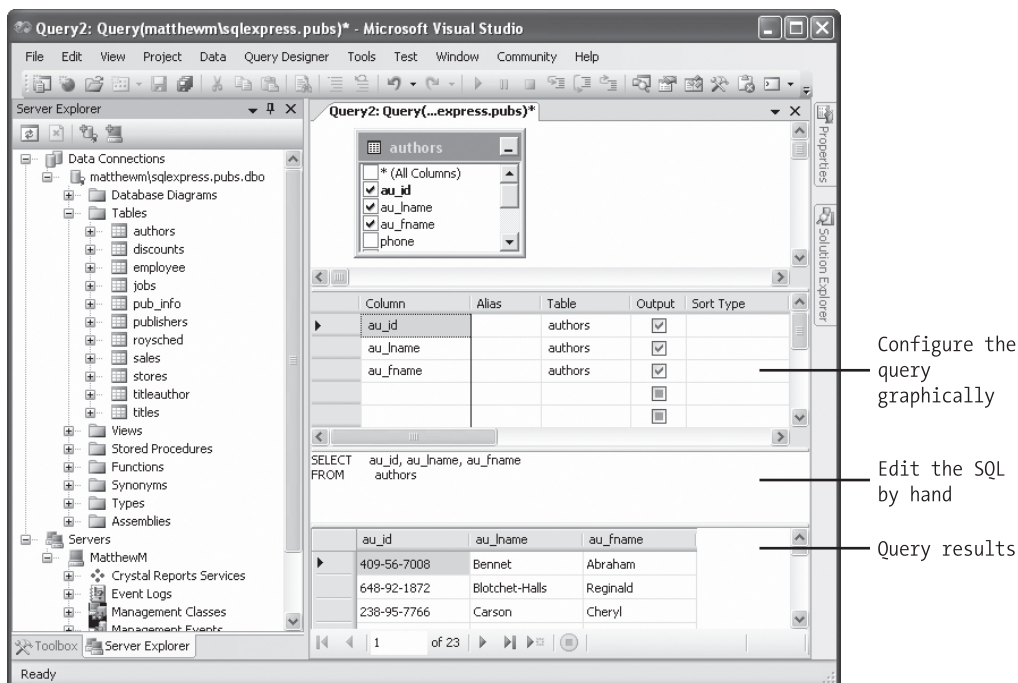 Query2: Query(matthewm\sqlexpress.pubs)* - Microsoft Visual Studio
File Edit View Project Data Query Designer Tools Test Window Community Help
Server Explorer
Data Connections
matthewm\sqlexpress.pubs.dbo
Database Diagrams
Tables
authors
discounts
employee
jobs
pub_info
publishers
roysched
sales
stores
titleauthor
titles
Views
Stored Procedures
Functions
Synonyms
Types
Assemblies
Servers
MatthewM
Crystal Reports Services
Event Logs
Management Classes
Management Events
Toolbox Server Explorer
Ready
Query2: Query(...express.pubs)*
authors
* (All Columns)
au_id
au_lname
au_fname
phone
Column Alias Table Output Sort Type
au_id authors
au_lname authors
au_fname authors
SELECT au_id, au_lname, au_fname
FROM authors
au_id au_lname au_fname
409-56-7008 Bennet Abraham
648-92-1872 Blotchet-Halls Reginald
238-95-7766 Carson Cheryl
1 of 23
Properties
Solution Explorer
Configure the
query
graphically
Edit the SQL
by hand
Query results